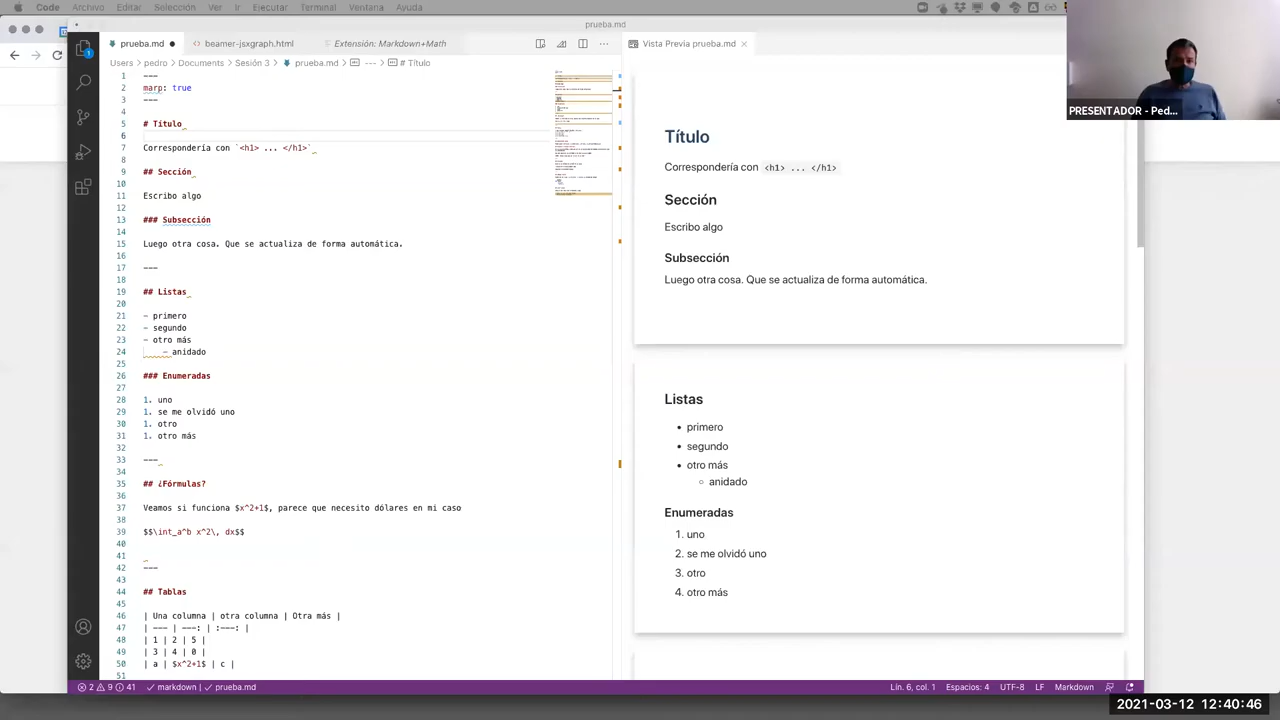 Code
Ejecutar Terminal Ventana Ayuda
prueba.md
prueba.md
Extensión: Markdown+Math
Vista Previa prueba.md
Users pedro Documents Sesión 3 prueba.md --- # Título
1 ---
2 marp: true
3 ---
4
5 # Título
6
7 Correspondería con `<h1> ...
8
9 ## Sección
10
11 Escribo algo
12
13 ### Subsección
14
15 Luego otra cosa. Que se actualiza de forma automática.
16
17 ---
18
19 ## Listas
20
21 - primero
22 - segundo
23 - otro más
24 - anidado
25
26 ### Enumeradas
27
28 1. uno
29 1. se me olvidó uno
30 1. otro
31 1. otro más
32
33 ---
34
35 ## ¿Fórmulas?
36
37 Veamos si funciona $x^2+1$, parece que necesito dólares en mi caso
38
39 $$\int_a^b x^2\, dx$$
40
41
42 ---
43
44 ## Tablas
45
46 | Una columna | otra columna | Otra más |
47 | --- | ---: | :---: |
48 | 1 | 2 | 5 |
49 | 3 | 4 | 0 |
50 | a | $x^2+1$ | c |
51
Título
Correspondería con <h1> ...
Sección
Escribo algo
Subsección
Luego otra cosa. Que se actualiza de forma automática.
Listas
• primero
• segundo
• otro más
◦ anidado
Enumeradas
1. uno
2. se me olvidó uno
3. otro
4. otro más
PRESENTADOR - Ped...
1
2 9 41 markdown | prueba.md
Lín. 6, col. 1 Espacios: 4 UTF-8 LF Markdown
2021-03-12 12:40:46